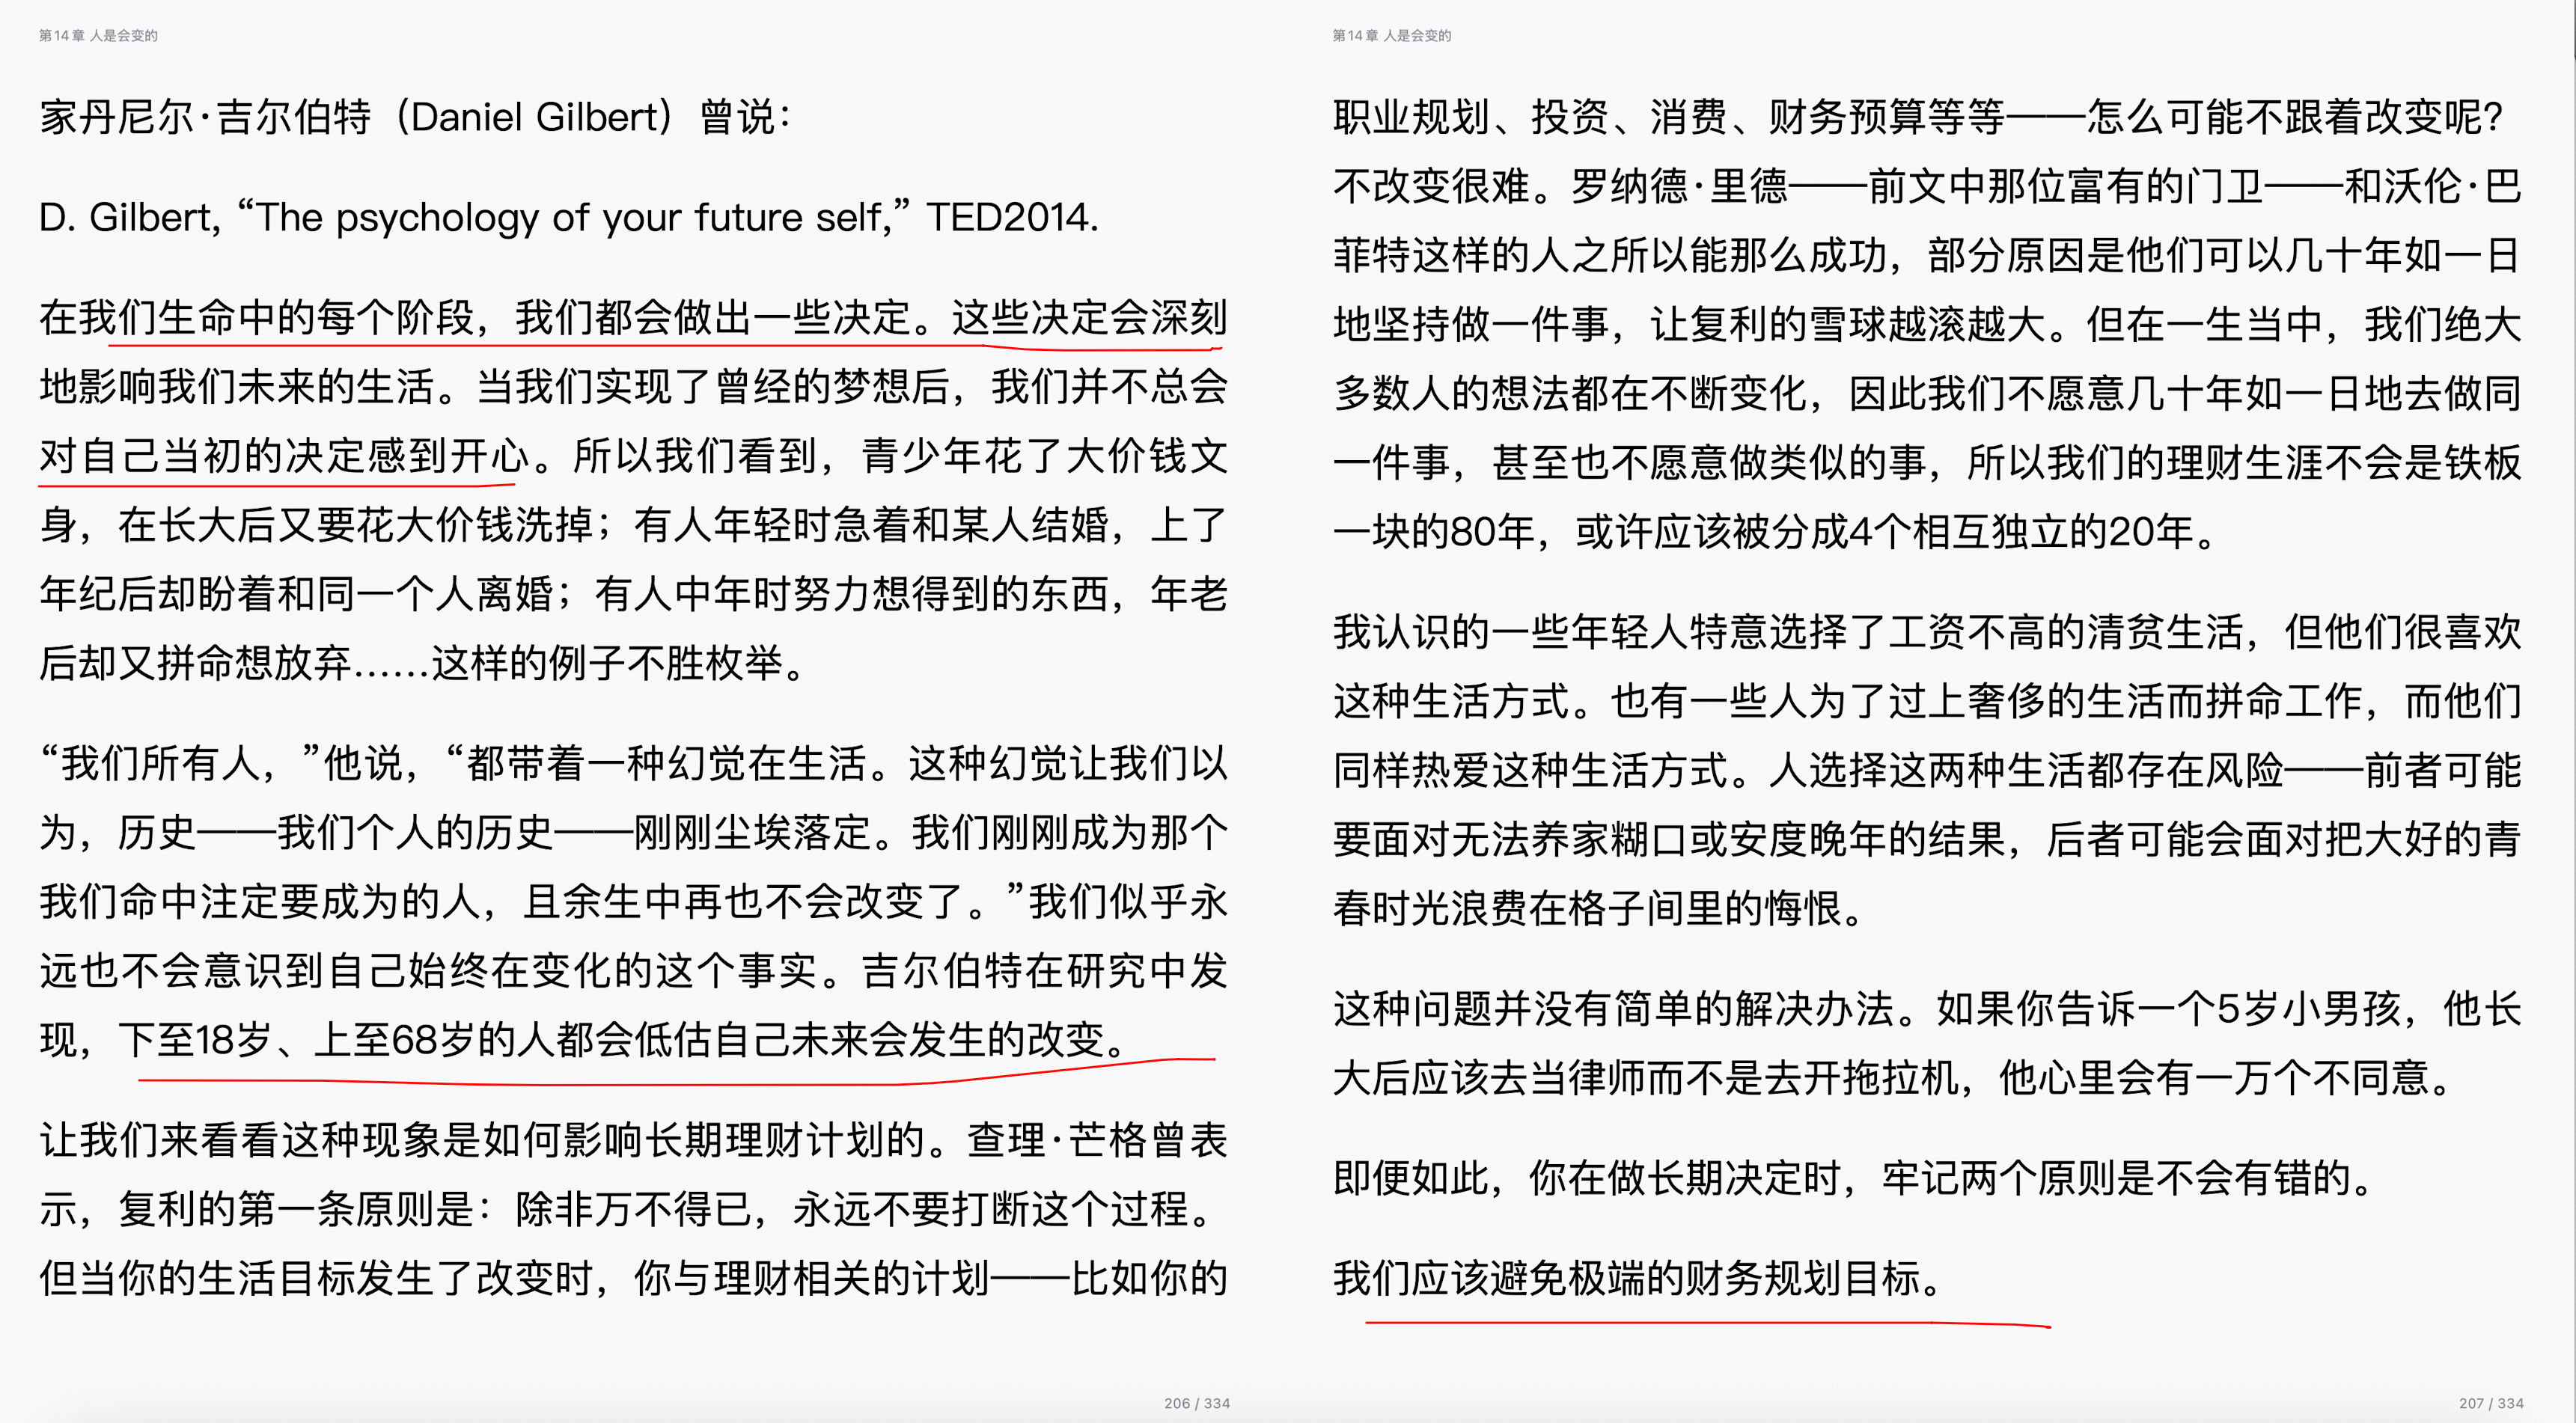 第14章 人是会变的
家丹尼尔·吉尔伯特（Daniel Gilbert）曾说：
D. Gilbert, “The psychology of your future self,” TED2014.
在我们生命中的每个阶段，我们都会做出一些决定。这些决定会深刻
地影响我们未来的生活。当我们实现了曾经的梦想后，我们并不总会
对自己当初的决定感到开心。所以我们看到，青少年花了大价钱文
身，在长大后又要花大价钱洗掉；有人年轻时急着和某人结婚，上了
年纪后却盼着和同一个人离婚；有人中年时努力想得到的东西，年老
后却又拼命想放弃……这样的例子不胜枚举。
“我们所有人，”他说，“都带着一种幻觉在生活。这种幻觉让我们以
为，历史——我们个人的历史——刚刚尘埃落定。我们刚刚成为那个
我们命中注定要成为的人，且余生中再也不会改变了。”我们似乎永
远也不会意识到自己始终在变化的这个事实。吉尔伯特在研究中发
现，下至18岁、上至68岁的人都会低估自己未来会发生的改变。
让我们来看看这种现象是如何影响长期理财计划的。查理·芒格曾表
示，复利的第一条原则是：除非万不得已，永远不要打断这个过程。
但当你的生活目标发生了改变时，你与理财相关的计划——比如你的
206 / 334
第14章 人是会变的
职业规划、投资、消费、财务预算等等——怎么可能不跟着改变呢？
不改变很难。罗纳德·里德——前文中那位富有的门卫——和沃伦·巴
菲特这样的人之所以能那么成功，部分原因是他们可以几十年如一日
地坚持做一件事，让复利的雪球越滚越大。但在一生当中，我们绝大
多数人的想法都在不断变化，因此我们不愿意几十年如一日地去做同
一件事，甚至也不愿意做类似的事，所以我们的理财生涯不会是铁板
一块的80年，或许应该被分成4个相互独立的20年。
我认识的一些年轻人特意选择了工资不高的清贫生活，但他们很喜欢
这种生活方式。也有一些人为了过上奢侈的生活而拼命工作，而他们
同样热爱这种生活方式。人选择这两种生活都存在风险——前者可能
要面对无法养家糊口或安度晚年的结果，后者可能会面对把大好的青
春时光浪费在格子间里的悔恨。
这种问题并没有简单的解决办法。如果你告诉一个5岁小男孩，他长
大后应该去当律师而不是去开拖拉机，他心里会有一万个不同意。
即便如此，你在做长期决定时，牢记两个原则是不会有错的。
我们应该避免极端的财务规划目标。
207 / 334